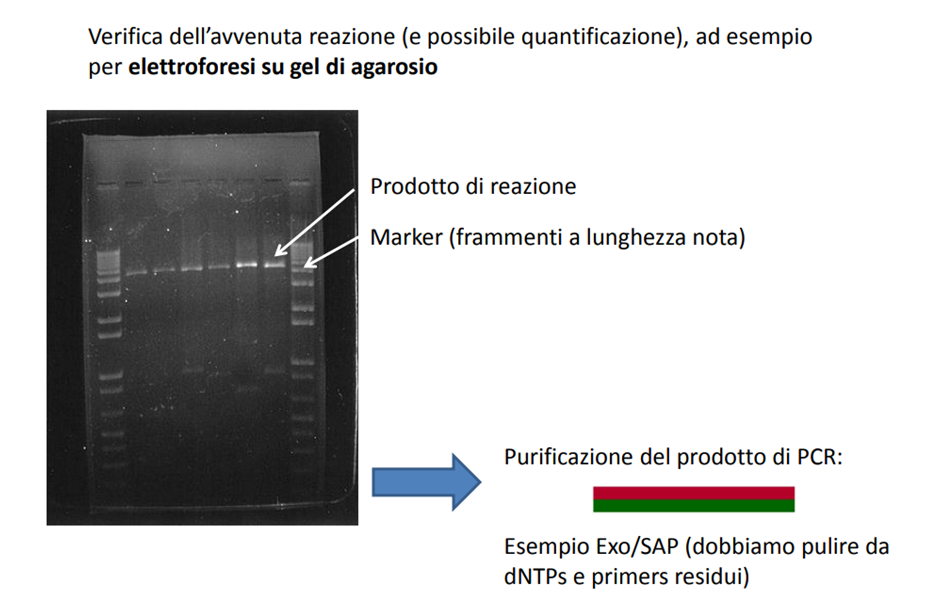 Verifica dell’avvenuta reazione (e possibile quantificazione), ad esempio
per elettroforesi su gel di agarosio
Prodotto di reazione
Marker (frammenti a lunghezza nota)
Purificazione del prodotto di PCR:
Esempio Exo/SAP (dobbiamo pulire da
dNTPs e primers residui)